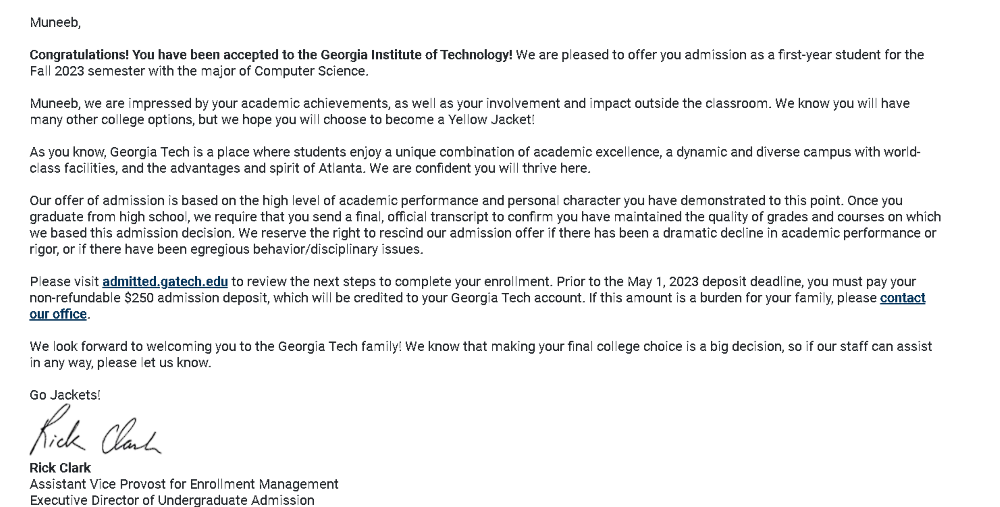 Muneeb,
Congratulations! You have been accepted to the Georgia Institute of Technology! We are pleased to offer you admission as a first-year student for the
Fall 2023 semester with the major of Computer Science.
Muneeb, we are impressed by your academic achievements, as well as your involvement and impact outside the classroom. We know you will have
many other college options, but we hope you will choose to become a Yellow Jacket!
As you know, Georgia Tech is a place where students enjoy a unique combination of academic excellence, a dynamic and diverse campus with world-
class facilities, and the advantages and spirit of Atlanta. We are confident you will thrive here.
Our offer of admission is based on the high level of academic performance and personal character you have demonstrated to this point. Once you
graduate from high school, we require that you send a final, official transcript to confirm you have maintained the quality of grades and courses on which
we based this admission decision. We reserve the right to rescind our admission offer if there has been a dramatic decline in academic performance or
rigor, or if there have been egregious behavior/disciplinary issues.
Please visit admitted.gatech.edu to review the next steps to complete your enrollment. Prior to the May 1, 2023 deposit deadline, you must pay your
non-refundable $250 admission deposit, which will be credited to your Georgia Tech account. If this amount is a burden for your family, please contact
our office.
We look forward to welcoming you to the Georgia Tech family! We know that making your final college choice is a big decision, so if our staff can assist
in any way, please let us know.
Go Jackets!
Rick Clark
Rick Clark
Assistant Vice Provost for Enrollment Management
Executive Director of Undergraduate Admission